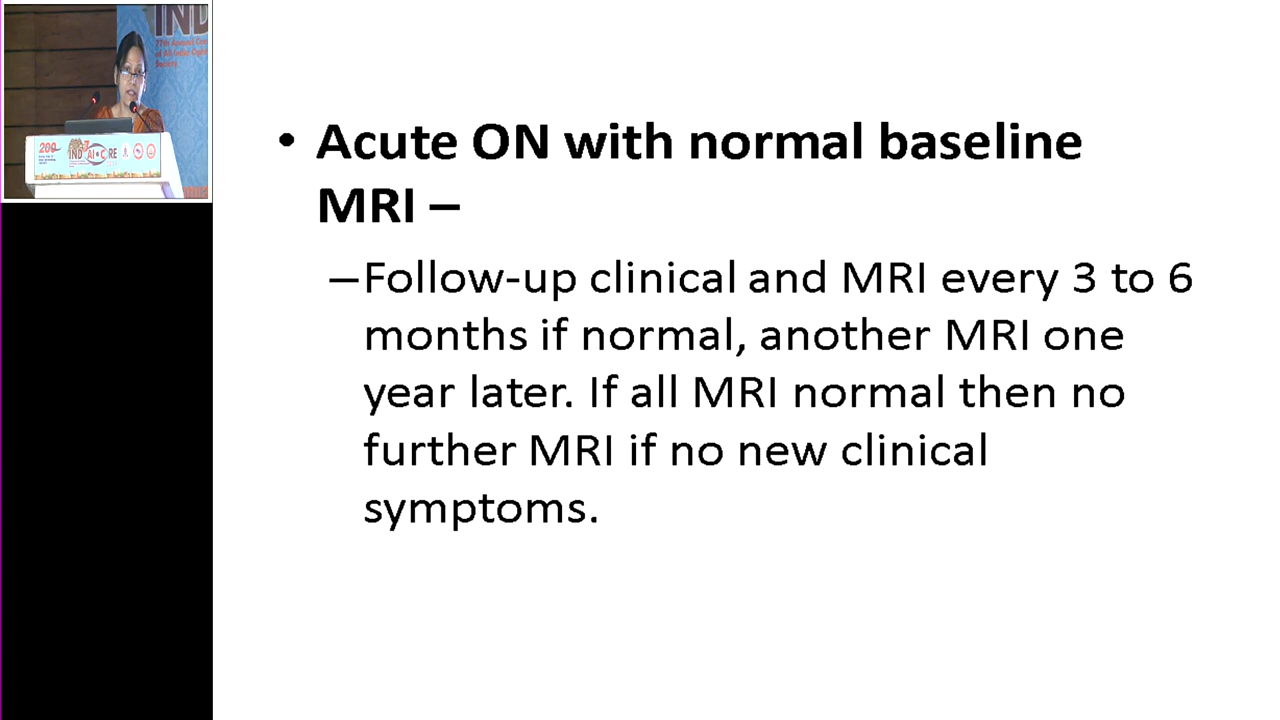 IND
• Acute ON with normal baseline
MRI –
–Follow-up clinical and MRI every 3 to 6
months if normal, another MRI one
year later. If all MRI normal then no
further MRI if no new clinical
symptoms.